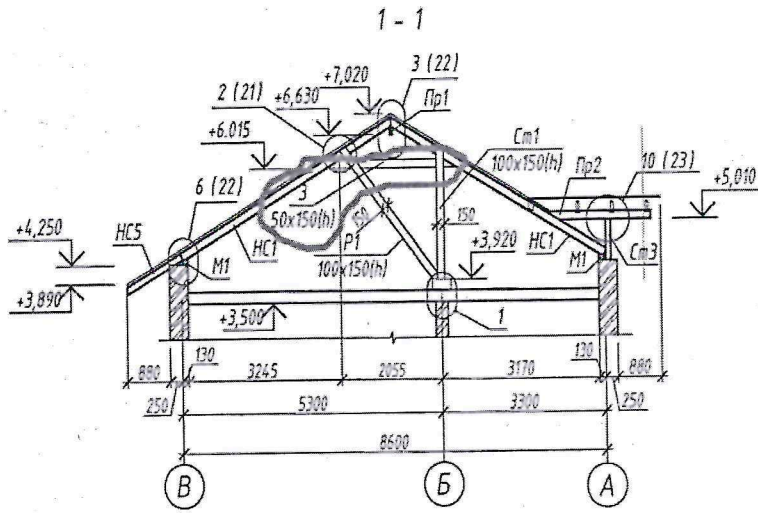 1 - 1
3 (22)
+7,020
2 (21)
+6,630
Пр1
+6.015
Ст1
100х150(h)
10 (23)
Пр2
+5,010
6 (22)
3
50х150(h)
150
150
+4,250
НС5
НС1
Р1
НС1
+3,920
М1
100х150(h)
М1
Ст3
+3,890
+3,500
1
130
130
880
3245
2055
3170
880
250
250
5300
3300
8600
В
Б
А